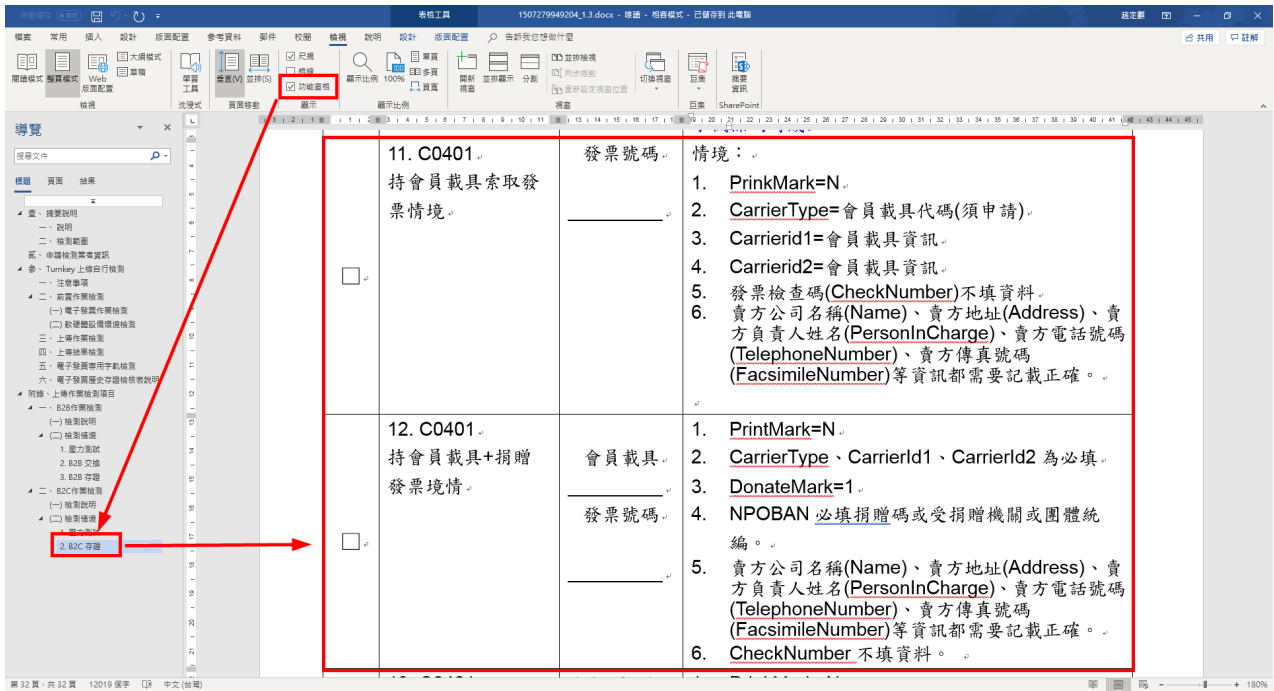 表格工具
1507279949204_1.3.docx - 唯讀 - 相容模式 - 已儲存到 此電腦
檔案 常用 插入 設計 版面配置 參考資料 郵件 校閱 檢視 說明 設計 版面配置 告訴我您想做什麼 共用 註解
閱讀模式 整頁模式 Web 版面配置 大綱模式 草稿
學習工具 垂直(V) 並排(S)
尺規
格線
功能窗格
顯示比例 100% 單頁 多頁 頁寬
開新視窗 並排顯示 分割 並排檢視 同步捲動 重新設定視窗位置 切換視窗 巨集 摘要資訊
檢視 沈浸式 頁面移動 顯示 顯示比例 視窗 巨集 SharePoint
導覽
搜尋文件
標題 頁面 結果
壹、摘要說明
一、說明
二、檢測範圍
貳、申請檢測業者資訊
參、Turnkey 上線自行檢測
一、注意事項
二、前置作業檢測
(一) 電子發票作業檢測
(二) 軟硬體設備環境檢測
三、上傳作業檢測
四、上傳結果檢測
五、電子發票專用字軌檢測
六、電子發票歷史存證檢核表說明
附錄、上傳作業檢測項目
一、B2B作業檢測
(一) 檢測說明
(二) 檢測情境
1. 壓力測試
2. B2B 交換
3. B2B 存證
二、B2C作業檢測
(一) 檢測說明
(二) 檢測情境
1. 壓力測試
2. B2C 存證
11. C0401
持會員載具索取發
票情境
發票號碼
情境：
1. PrinkMark=N
2. CarrierType=會員載具代碼(須申請)
3. Carrierid1=會員載具資訊
4. Carrierid2=會員載具資訊
5. 發票檢查碼(CheckNumber)不填資料
6. 賣方公司名稱(Name)、賣方地址(Address)、賣
方負責人姓名(PersonInCharge)、賣方電話號碼
(TelephoneNumber)、賣方傳真號碼
(FacsimileNumber)等資訊都需要記載正確。
12. C0401
持會員載具+捐贈
發票境情
會員載具
發票號碼
1. PrintMark=N
2. CarrierType、CarrierId1、CarrierId2 為必填
3. DonateMark=1
4. NPOBAN 必填捐贈碼或受捐贈機關或團體統
編。
5. 賣方公司名稱(Name)、賣方地址(Address)、賣
方負責人姓名(PersonInCharge)、賣方電話號碼
(TelephoneNumber)、賣方傳真號碼
(FacsimileNumber)等資訊都需要記載正確。
6. CheckNumber 不填資料。
第 32 頁，共 32 頁 12019 個字 中文 (台灣) 180%